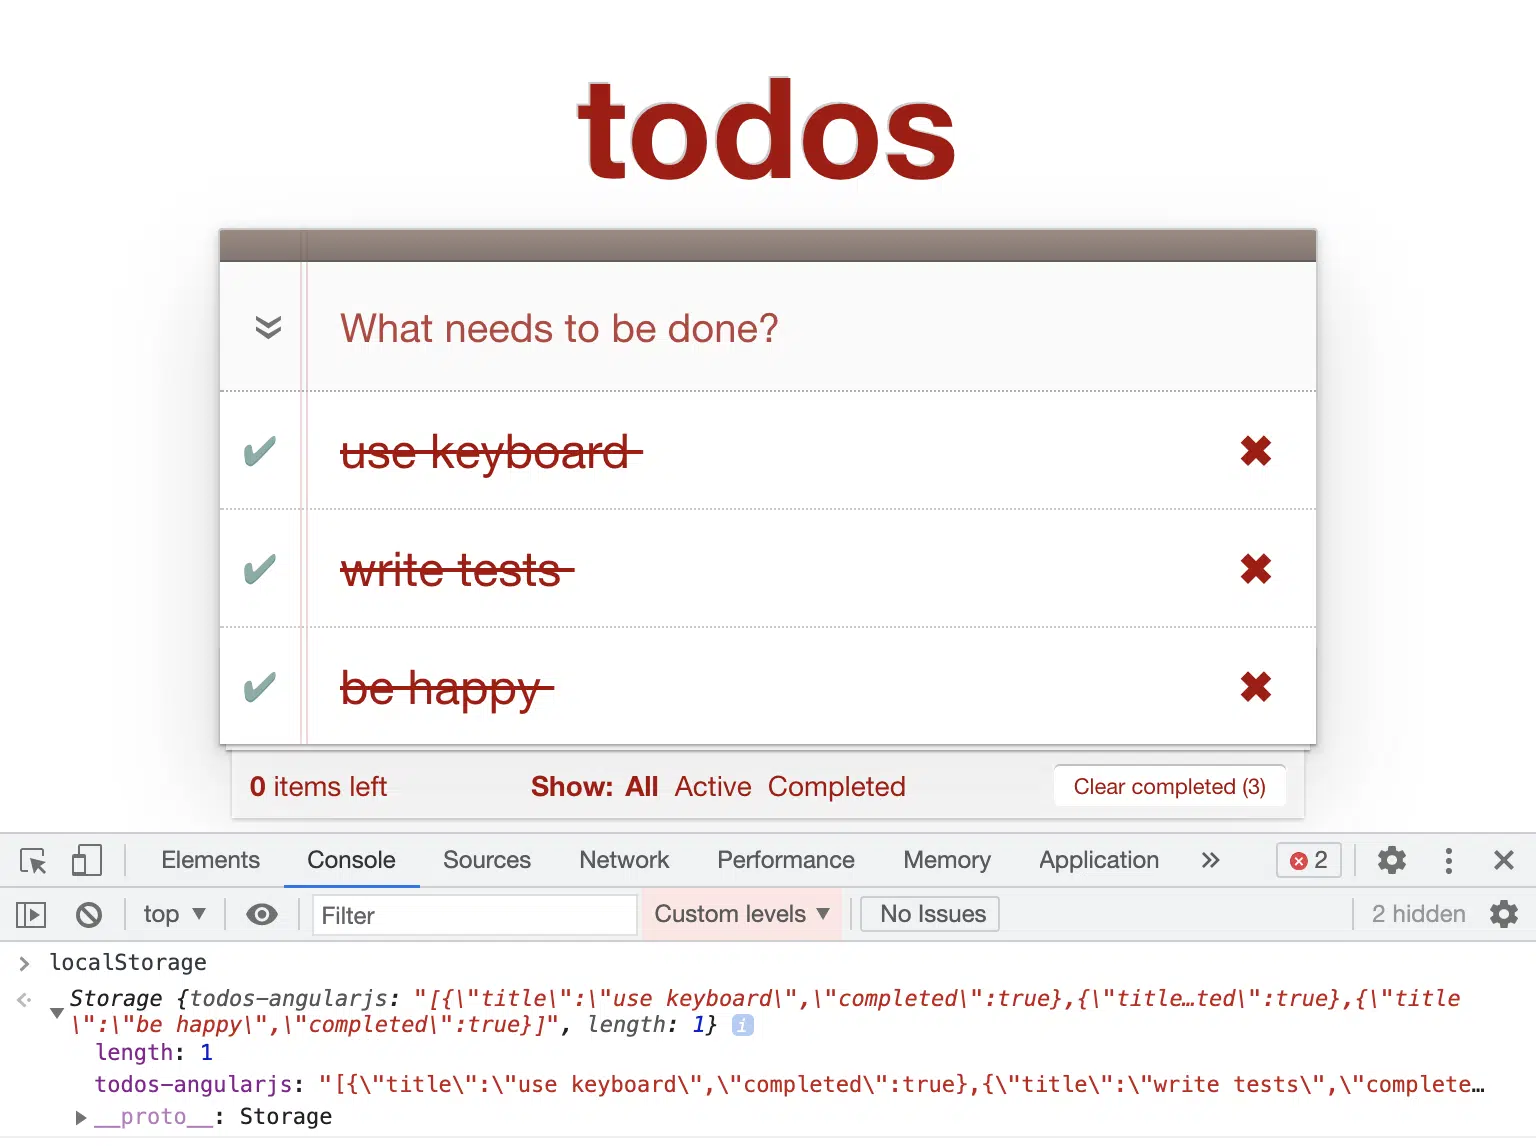 todos
What needs to be done?
use keyboard
write tests
be happy
0 items left Show: All Active Completed Clear completed (3)
Elements Console Sources Network Performance Memory Application 2
top Filter Custom levels No Issues 2 hidden
localStorage
Storage {todos-angularjs: "[{\"title\":\"use keyboard\",\"completed\":true},{\"title…ted\":true},{\"title
\":\"be happy\",\"completed\":true}]", length: 1} i
length: 1
todos-angularjs: "[{\"title\":\"use keyboard\",\"completed\":true},{\"title\":\"write tests\",\"complete…
__proto__: Storage